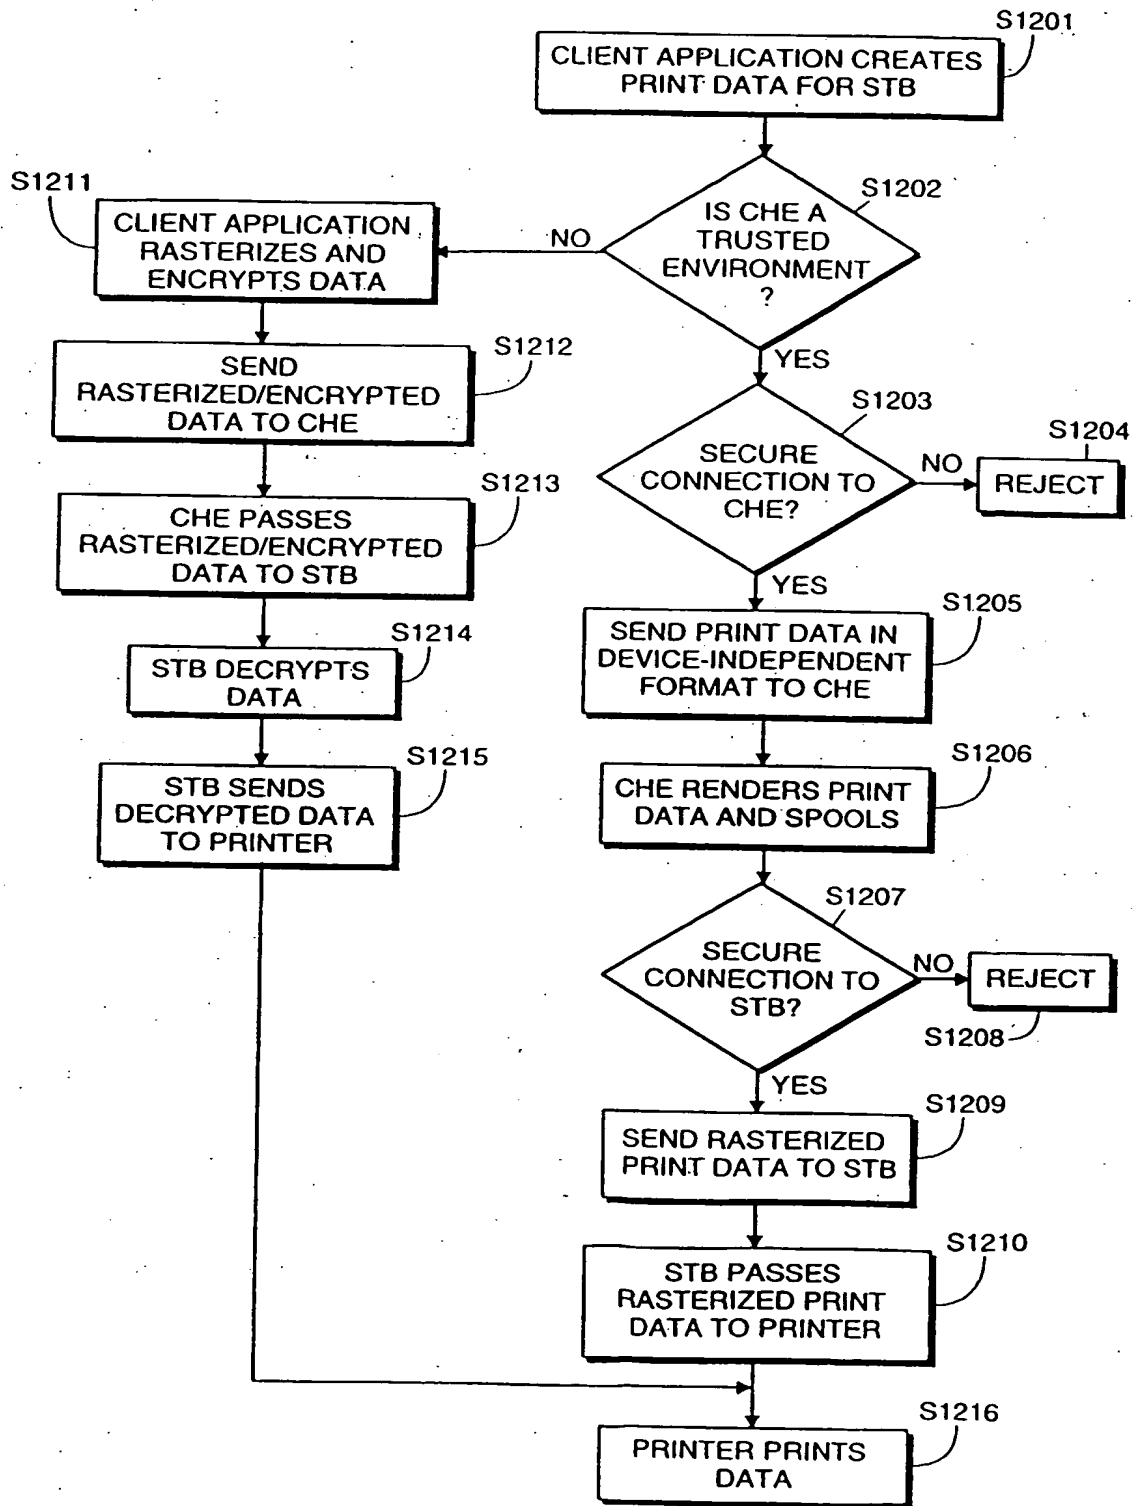 S1201
CLIENT APPLICATION CREATES
PRINT DATA FOR STB
S1202
IS CHE A
TRUSTED
ENVIRONMENT
?
NO
YES
S1211
CLIENT APPLICATION
RASTERIZES AND
ENCRYPTS DATA
S1212
SEND
RASTERIZED/ENCRYPTED
DATA TO CHE
S1213
CHE PASSES
RASTERIZED/ENCRYPTED
DATA TO STB
S1214
STB DECRYPTS
DATA
S1215
STB SENDS
DECRYPTED DATA
TO PRINTER
S1203
SECURE
CONNECTION TO
CHE?
NO
S1204
REJECT
YES
S1205
SEND PRINT DATA IN
DEVICE-INDEPENDENT
FORMAT TO CHE
S1206
CHE RENDERS PRINT
DATA AND SPOOLS
S1207
SECURE
CONNECTION TO
STB?
NO
REJECT
S1208
YES
S1209
SEND RASTERIZED
PRINT DATA TO STB
S1210
STB PASSES
RASTERIZED PRINT
DATA TO PRINTER
S1216
PRINTER PRINTS
DATA